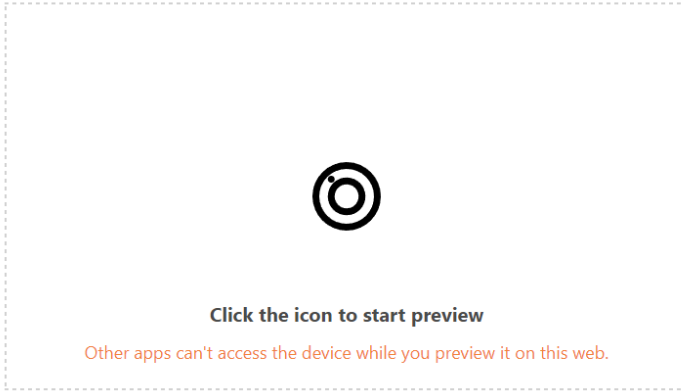 Click the icon to start preview
Other apps can't access the device while you preview it on this web.